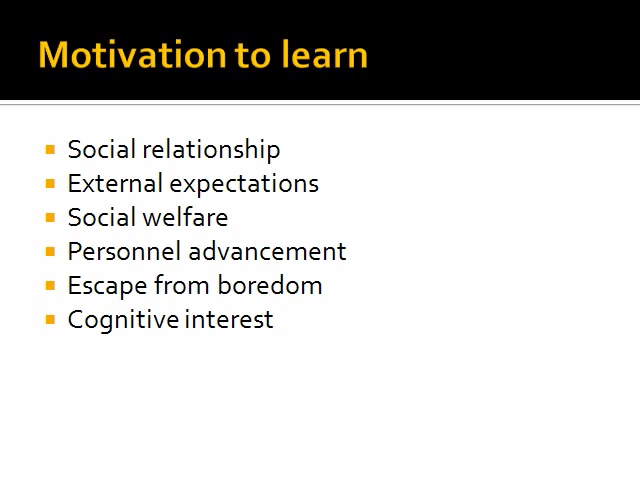 Motivation to learn
Social relationship
External expectations
Social welfare
Personnel advancement
Escape from boredom
Cognitive interest